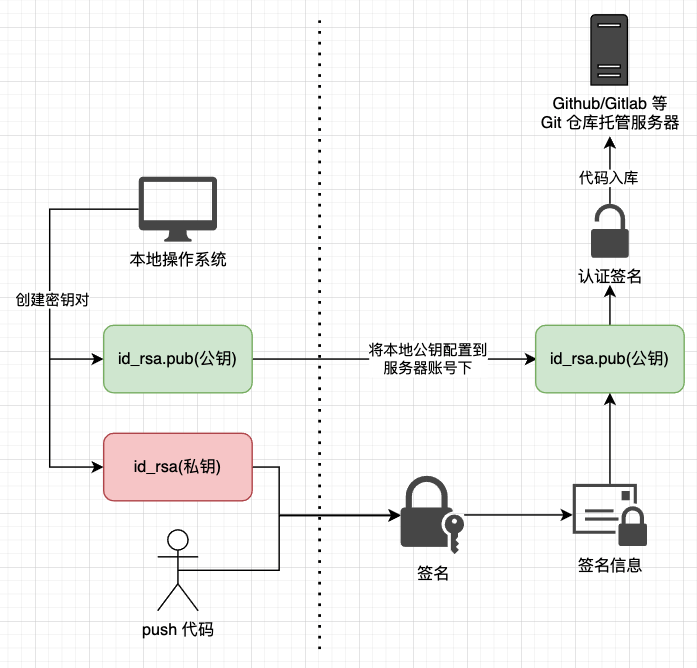 Github/Gitlab 等
Git 仓库托管服务器
代码入库
认证签名
本地操作系统
创建密钥对
id_rsa.pub(公钥)
将本地公钥配置到
服务器账号下
id_rsa.pub(公钥)
id_rsa(私钥)
签名
签名信息
push 代码